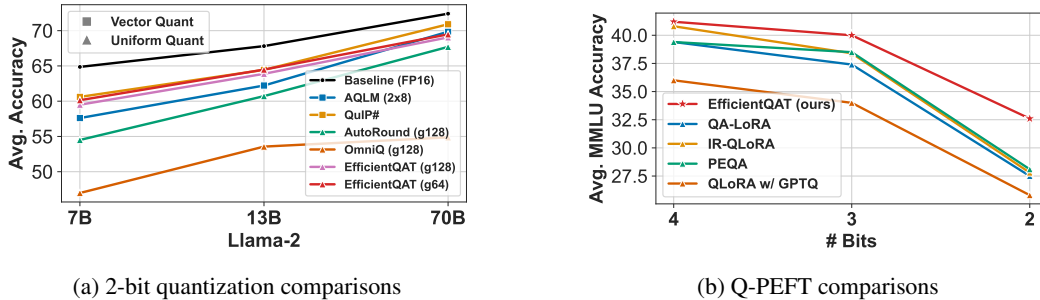 Avg. Accuracy
70
65
60
55
50
7B
13B
70B
Llama-2
Vector Quant
Uniform Quant
Baseline (FP16)
AQLM (2x8)
QuIP#
AutoRound (g128)
OmniQ (g128)
EfficientQAT (g128)
EfficientQAT (g64)
(a) 2-bit quantization comparisons
Avg. MMLU Accuracy
40.0
37.5
35.0
32.5
30.0
27.5
4
3
2
# Bits
EfficientQAT (ours)
QA-LoRA
IR-QLoRA
PEQA
QLoRA w/ GPTQ
(b) Q-PEFT comparisons